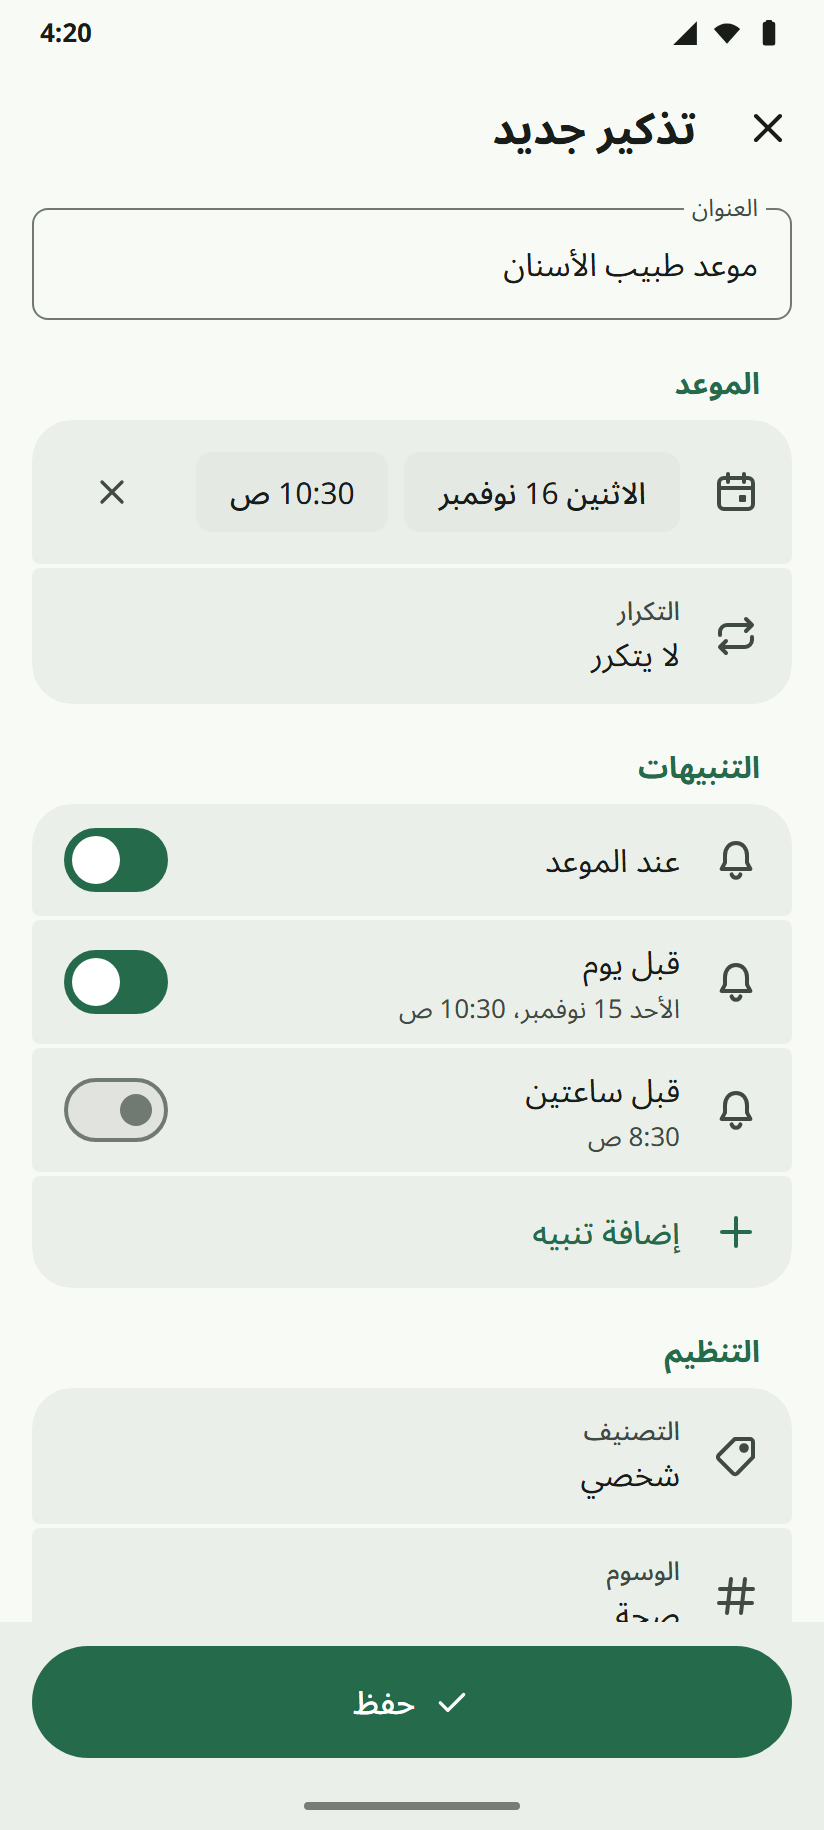 4:20
تذكير جديد
العنوان
موعد طبيب الأسنان
الموعد
الاثنين 16 نوفمبر
10:30 ص
التكرار
لا يتكرر
التنبيهات
عند الموعد
قبل يوم
الأحد 15 نوفمبر، 10:30 ص
قبل ساعتين
8:30 ص
إضافة تنبيه
التنظيم
التصنيف
شخصي
الوسوم
صحة
حفظ